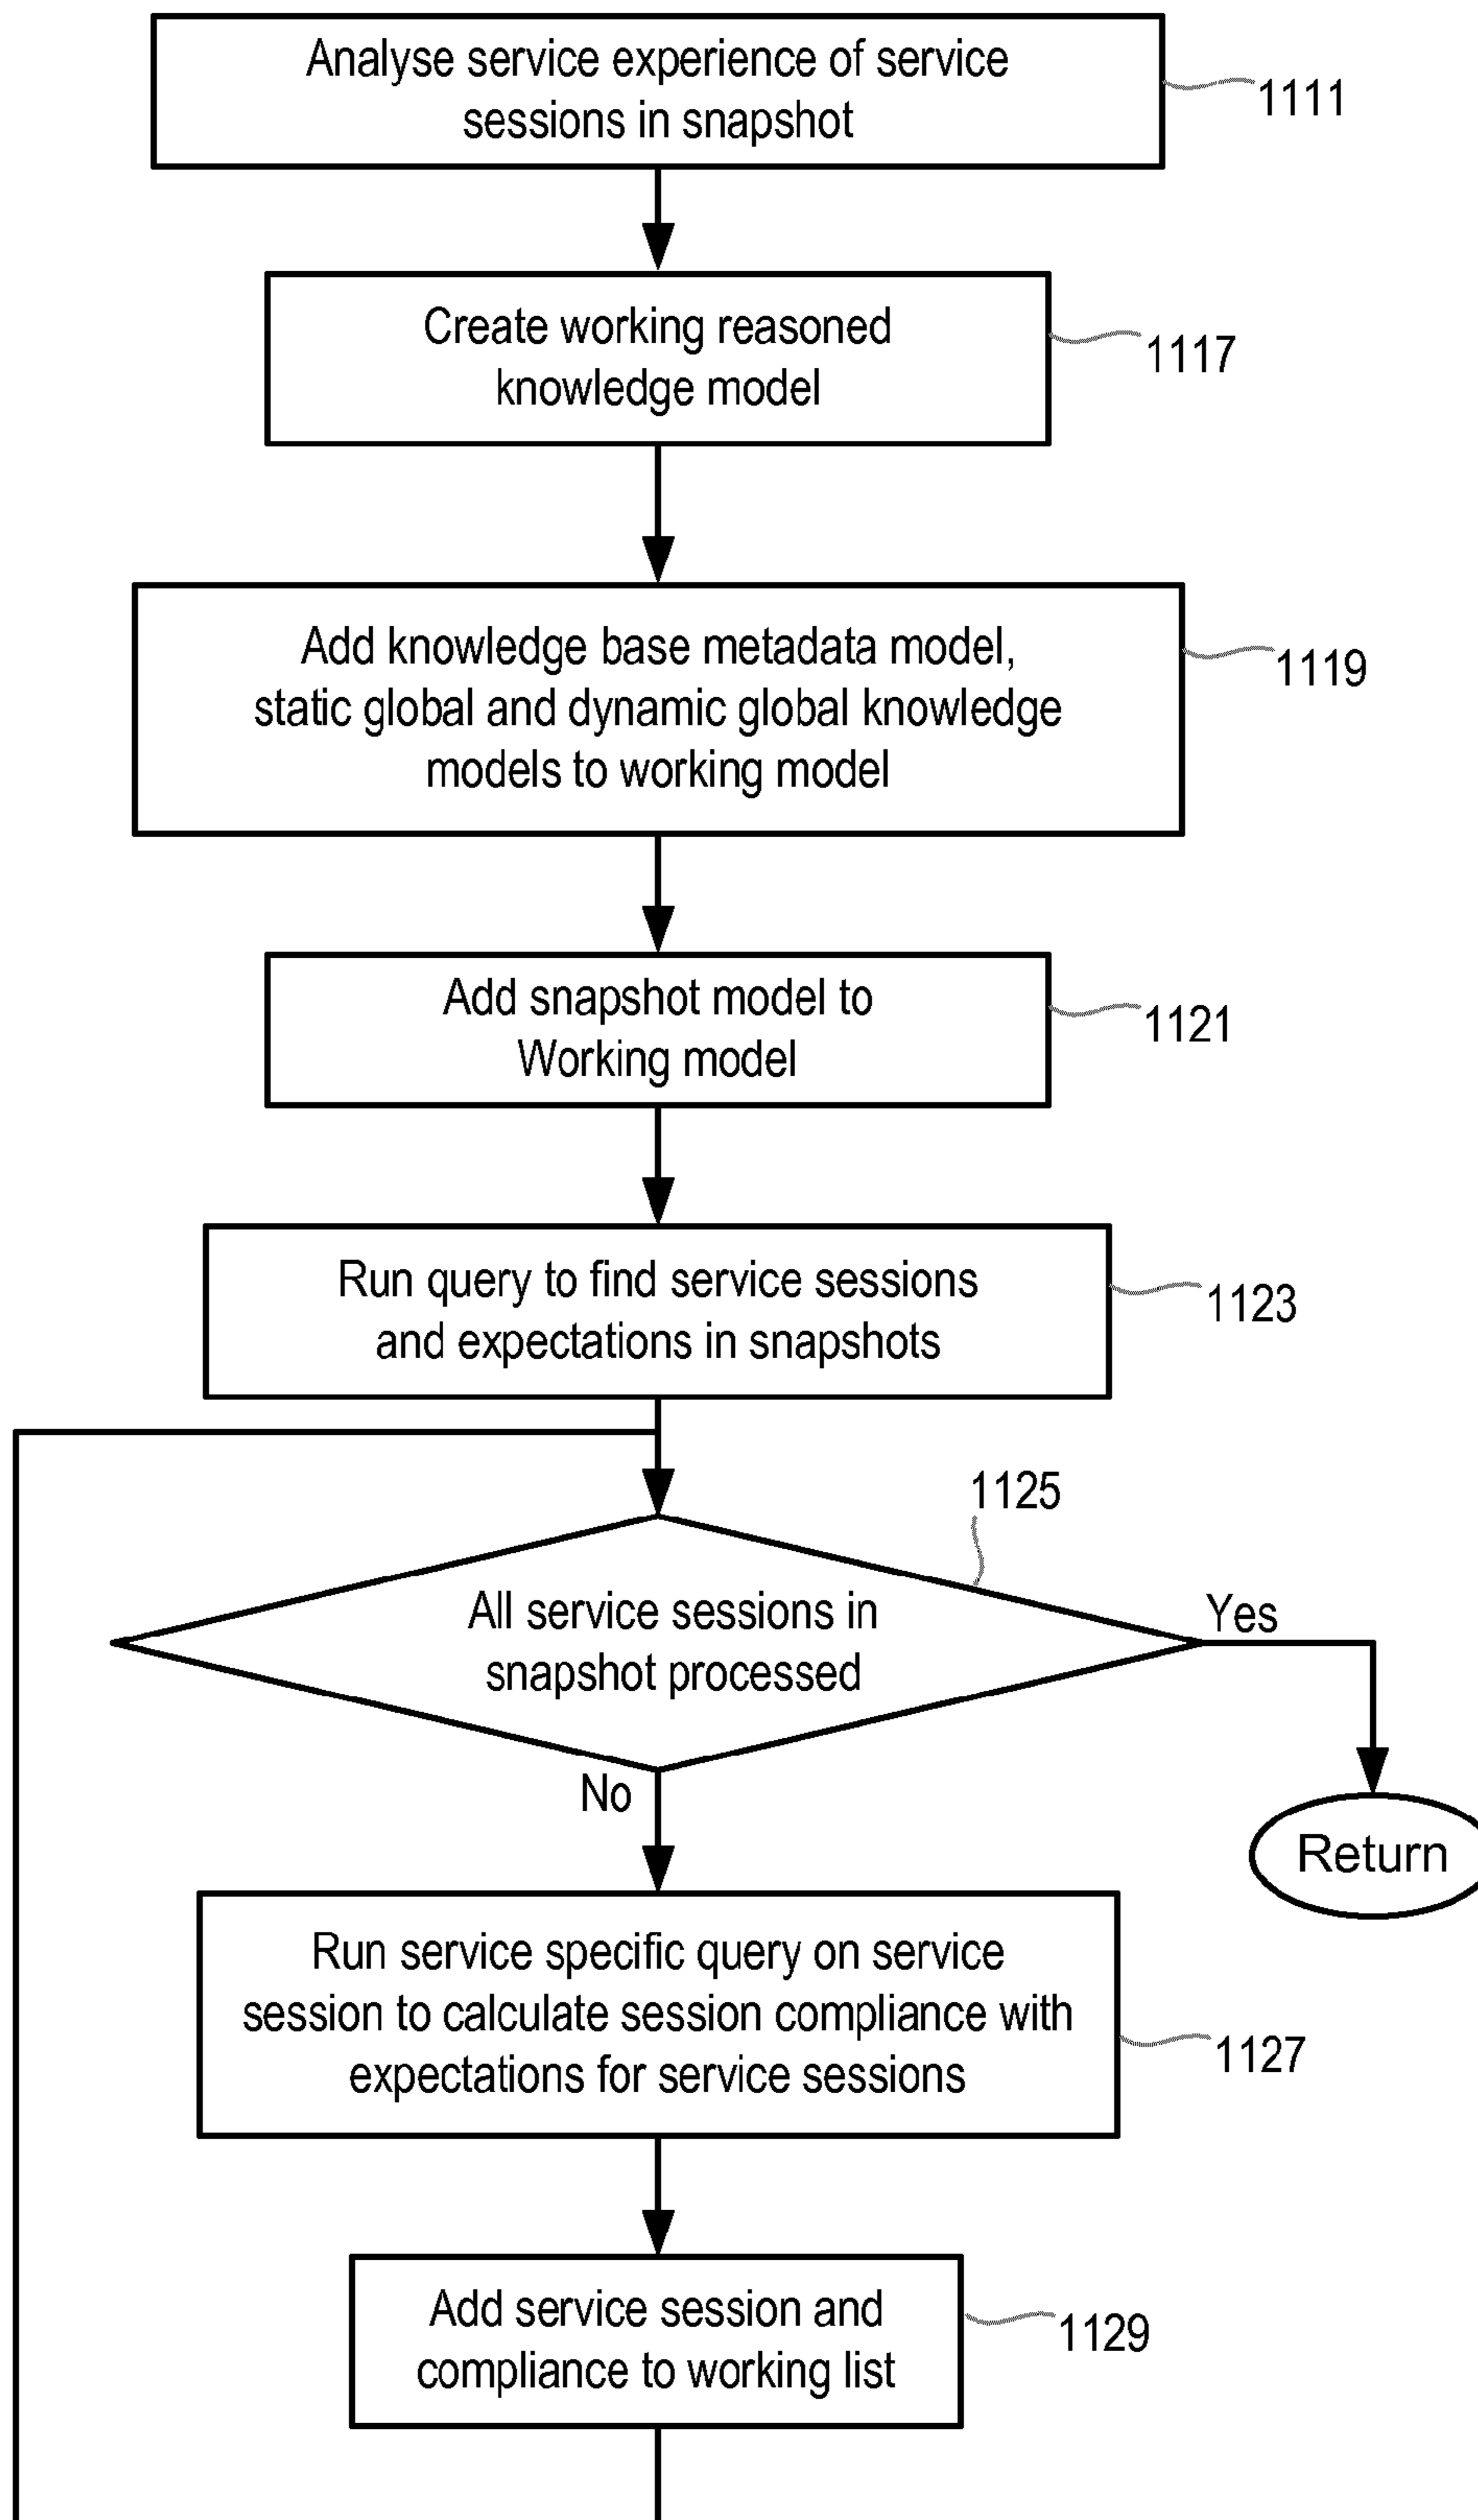 Analyse service experience of service
sessions in snapshot
1111
Create working reasoned
knowledge model
1117
Add knowledge base metadata model,
static global and dynamic global knowledge
models to working model
1119
Add snapshot model to
Working model
1121
Run query to find service sessions
and expectations in snapshots
1123
1125
All service sessions in
snapshot processed
Yes
No
Return
Run service specific query on service
session to calculate session compliance with
expectations for service sessions
1127
Add service session and
compliance to working list
1129